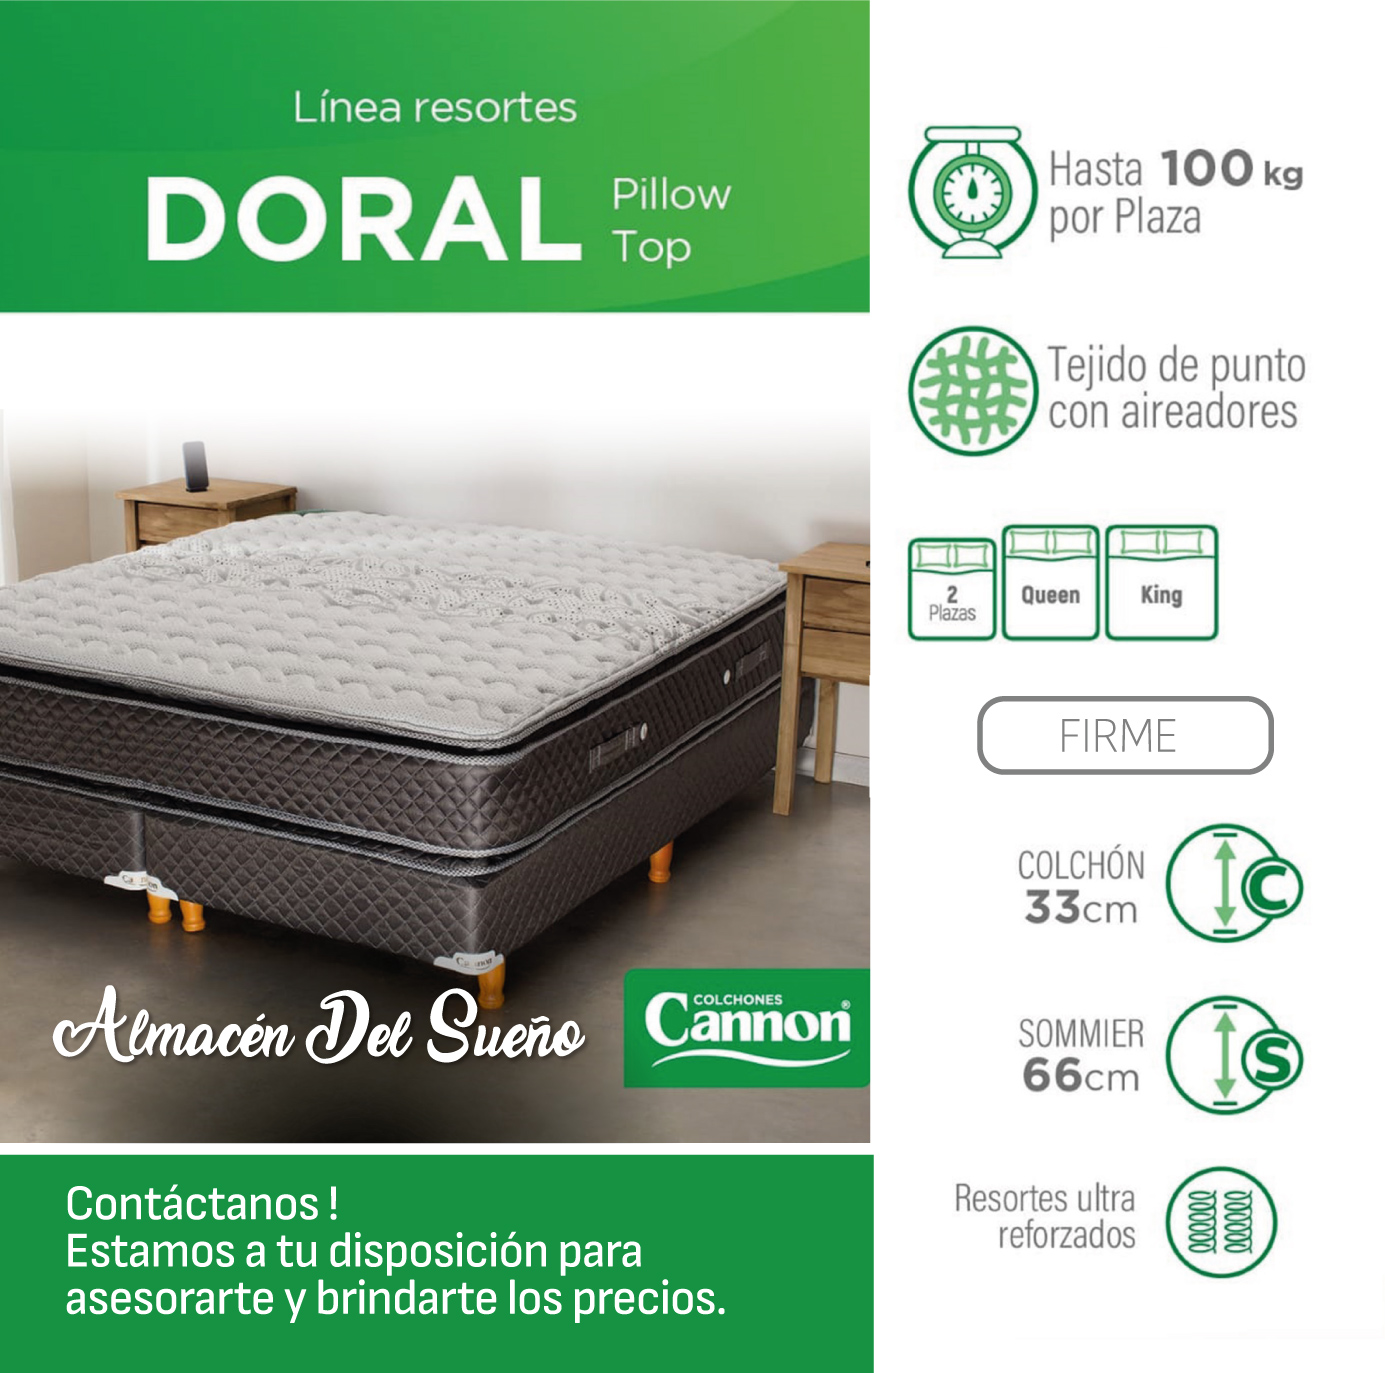 Línea resortes
DORAL
Pillow
Top
Hasta 100 kg
por Plaza
Tejido de punto
con aireadores
2
Plazas
Queen
King
FIRME
COLCHÓN
33cm
C
SOMMIER
66cm
S
Resortes ultra
reforzados
Cannon
Almacén Del Sueño
COLCHONES
Cannon®
Contáctanos !
Estamos a tu disposición para
asesorarte y brindarte los precios.